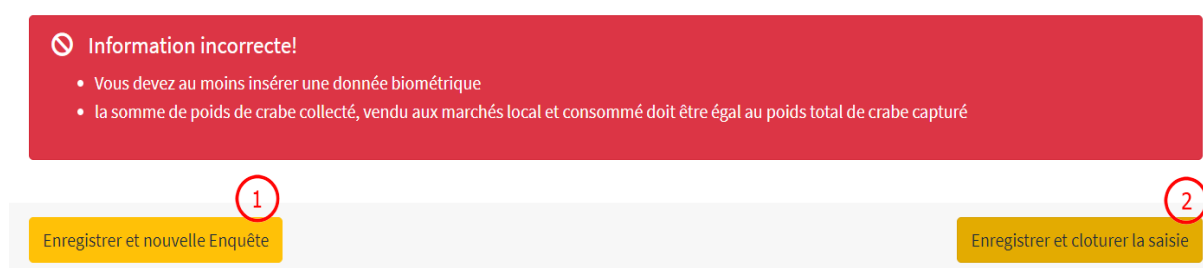 Information incorrecte!
• Vous devez au moins insérer une donnée biométrique
• la somme de poids de crabe collecté, vendu aux marchés local et consommé doit être égal au poids total de crabe capturé
1
2
Enregistrer et nouvelle Enquête
Enregistrer et cloturer la saisie